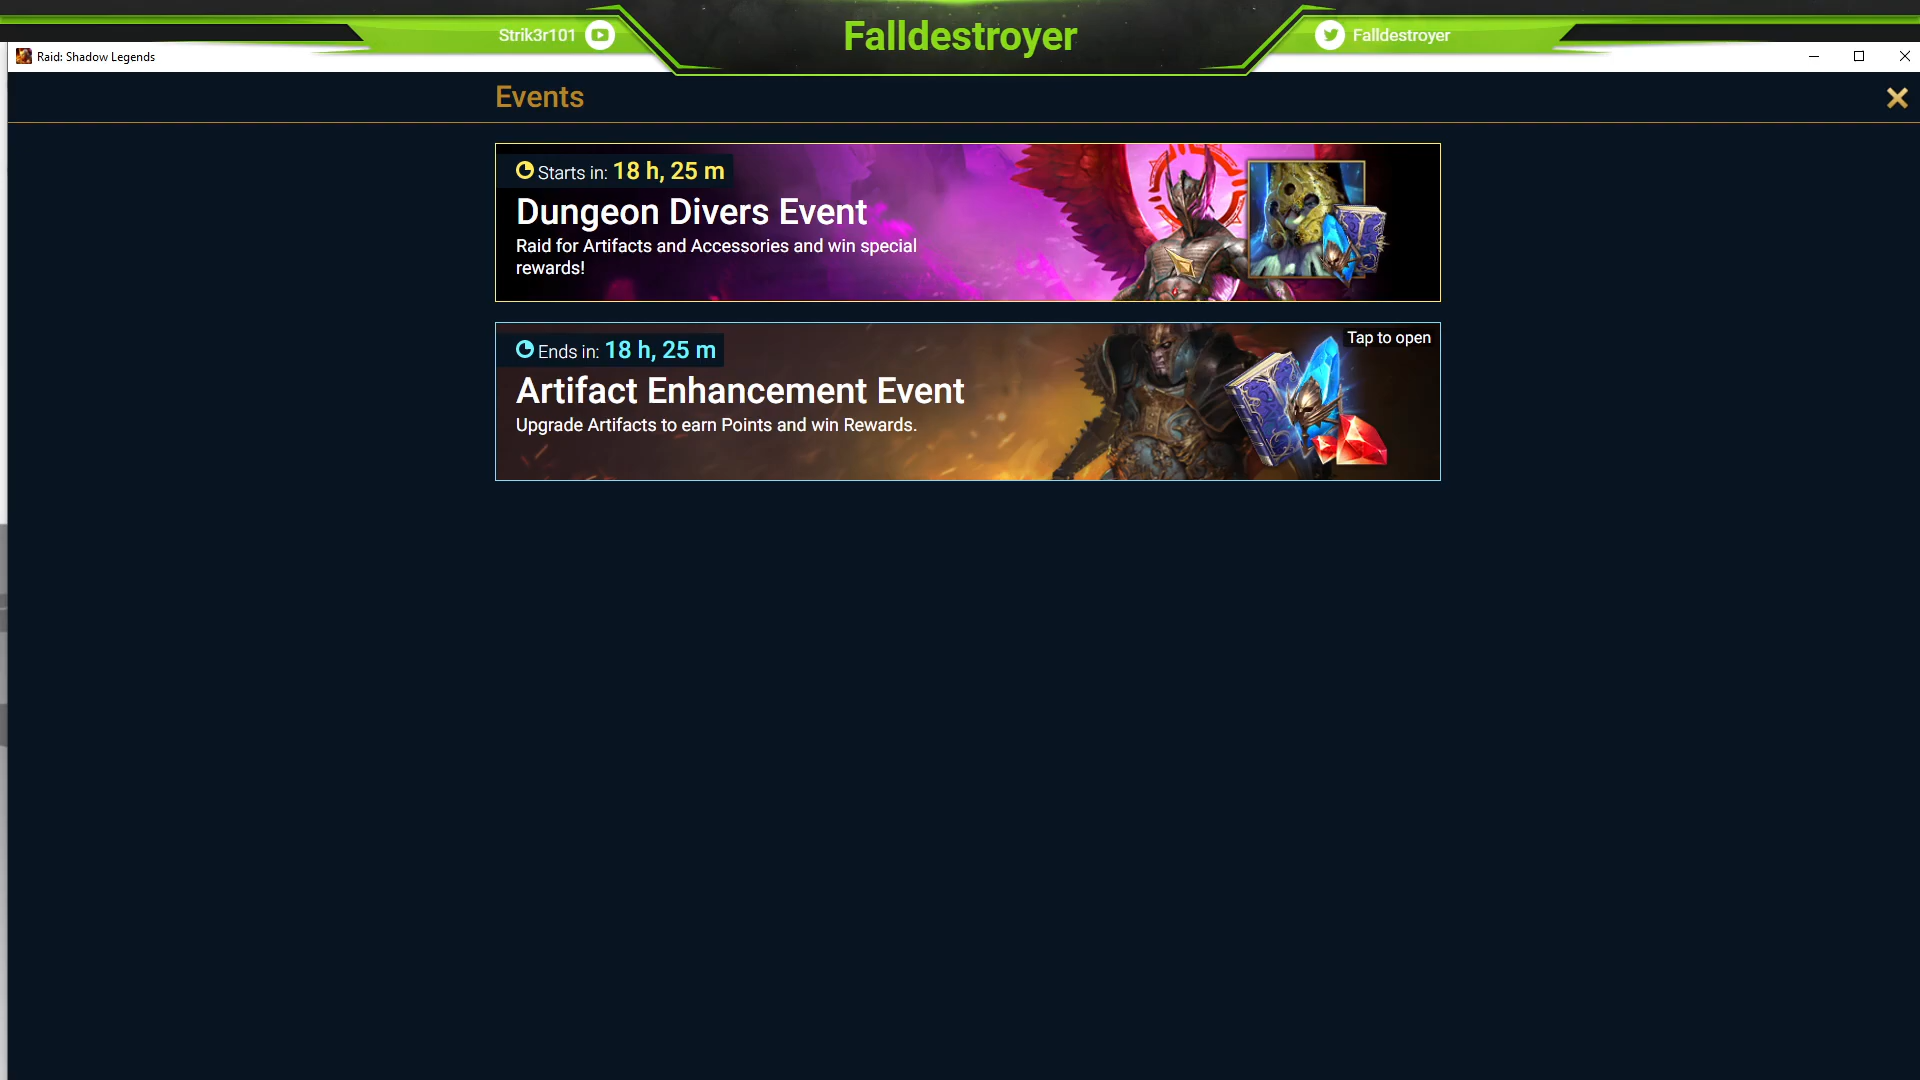 Strik3r101
Falldestroyer
Falldestroyer
Raid: Shadow Legends
Events
Starts in: 18 h, 25 m
Dungeon Divers Event
Raid for Artifacts and Accessories and win special
rewards!
Ends in: 18 h, 25 m
Tap to open
Artifact Enhancement Event
Upgrade Artifacts to earn Points and win Rewards.